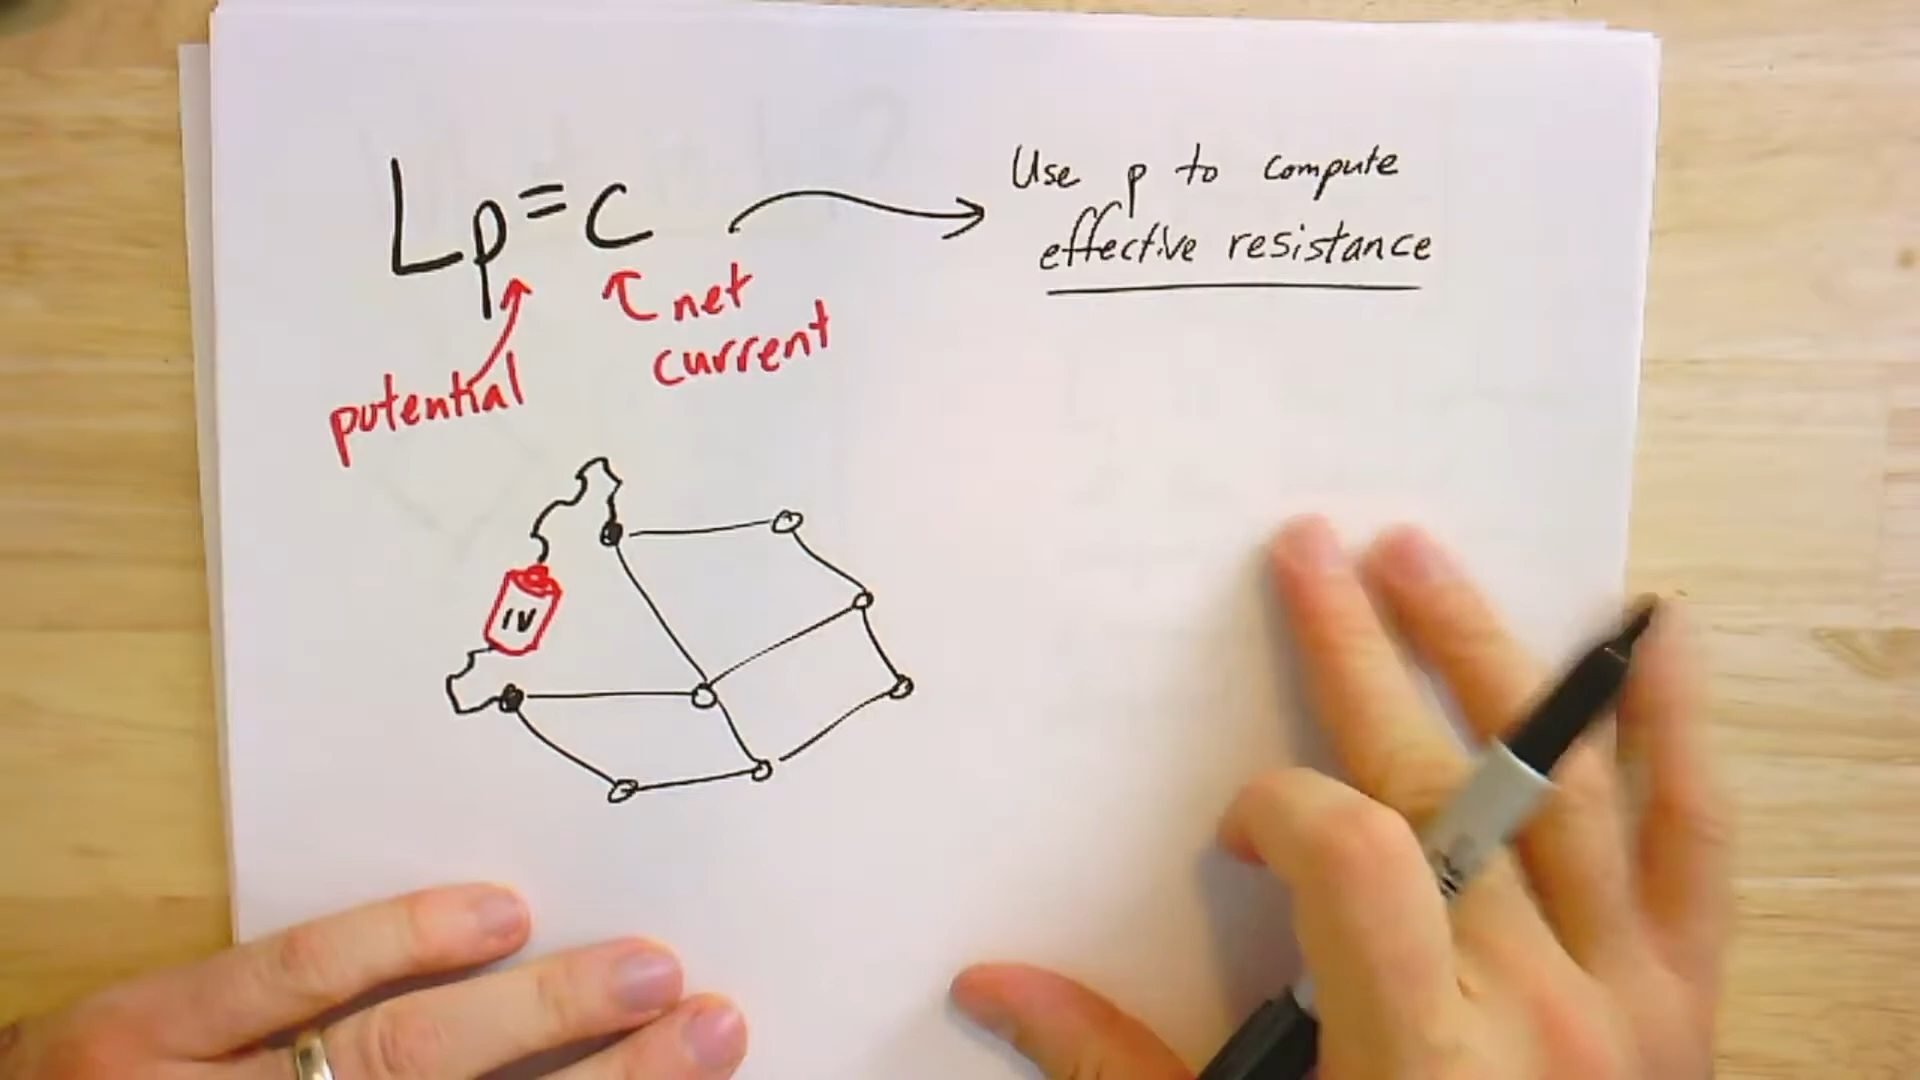 Lp=c
Use p to compute
effective resistance
net
current
potential
1V